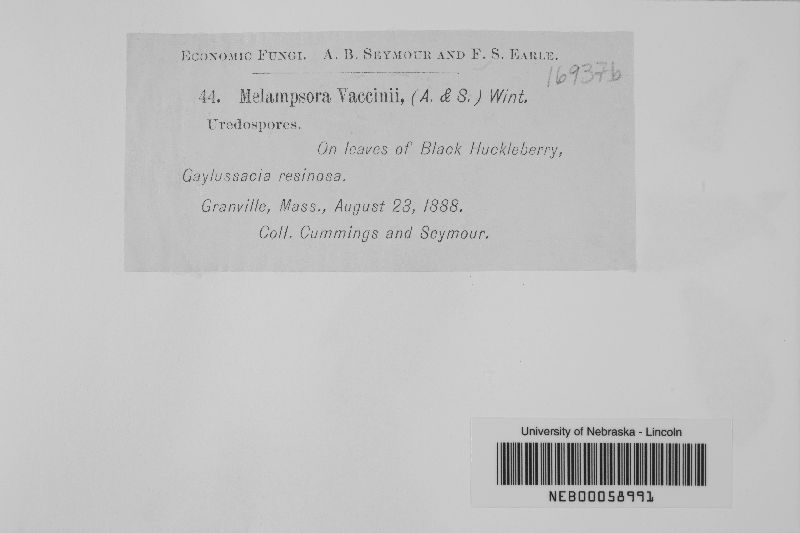 ECONOMIC FUNGI. A. B. SEYMOUR AND F. S. EARLE.
16937b
44. Melampsora Vaccinii, (A. & S.) Wint.
Uredospores.
On leaves of Black Huckleberry,
Gaylussacia resinosa.
Granville, Mass., August 23, 1888.
Coll. Cummings and Seymour.
University of Nebraska - Lincoln
NEB00058991